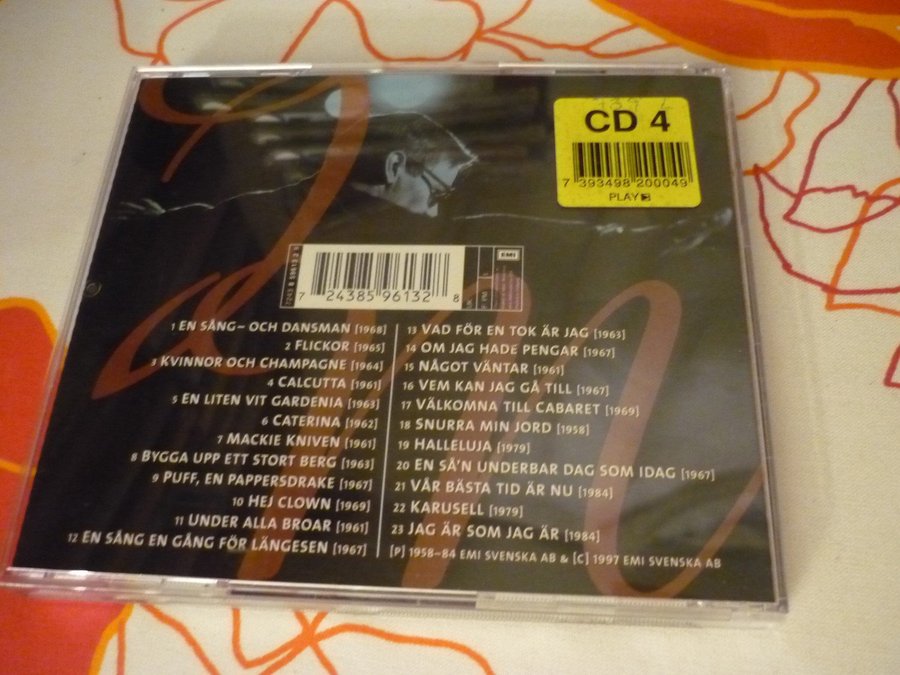 CD 4
7 393498 200049
PLAY
7243 8 59613 2 8
EMI
7 24385 96132 8
1 EN SÅNG – OCH DANSMAN [1968]
2 FLICKOR [1965]
3 KVINNOR OCH CHAMPAGNE [1964]
4 CALCUTTA [1961]
5 EN LITEN VIT GARDENIA [1963]
6 CATERINA [1962]
7 MACKIE KNIVEN [1961]
8 BYGGA UPP ETT STORT BERG [1963]
9 PUFF, EN PAPPERSDRAKE [1967]
10 HEJ CLOWN [1969]
11 UNDER ALLA BROAR [1961]
12 EN SÅNG EN GÅNG FÖR LÄNGESEN [1967]
13 VAD FÖR EN TOK ÄR JAG [1963]
14 OM JAG HADE PENGAR [1967]
15 NÅGOT VÄNTAR [1961]
16 VEM KAN JAG GÅ TILL [1967]
17 VÄLKOMNA TILL CABARET [1969]
18 SNURRA MIN JORD [1958]
19 HALLELUJA [1979]
20 EN SÅ'N UNDERBAR DAG SOM IDAG [1967]
21 VÅR BÄSTA TID ÄR NU [1984]
22 KARUSELL [1979]
23 JAG ÄR SOM JAG ÄR [1984]
[P] 1958–84 EMI SVENSKA AB & [C] 1997 EMI SVENSKA AB